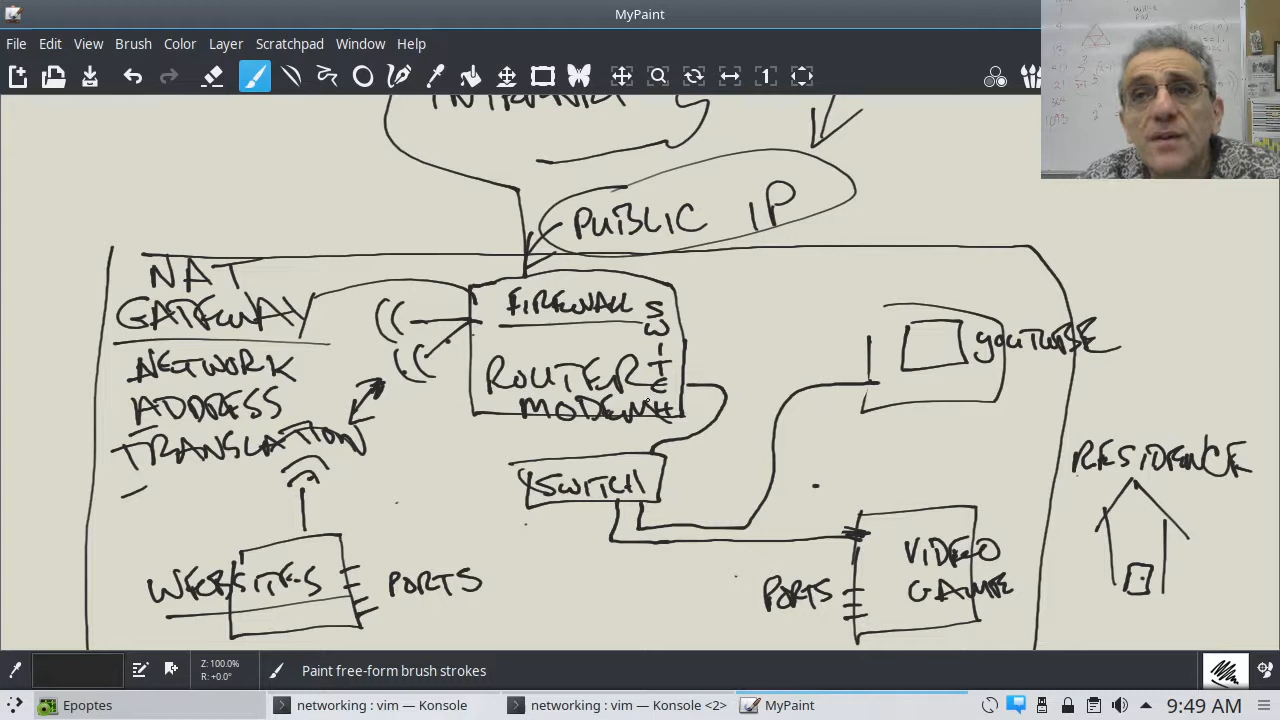 MyPaint
File Edit View Brush Color Layer Scratchpad Window Help
INTERNET
PUBLIC IP
NAT
GATEWAY
NETWORK
ADDRESS
TRANSLATION
FIREWALL
ROUTER
MODEM
SWITCH
SWITCH
YOUTUBE
RESIDENCE
WEBSITES
PORTS
PORTS
VIDEO
GAME
Z: 100.0%
R: +0.0°
Paint free-form brush strokes
Epoptes
networking : vim — Konsole
networking : vim — Konsole <2>
MyPaint
9:49 AM